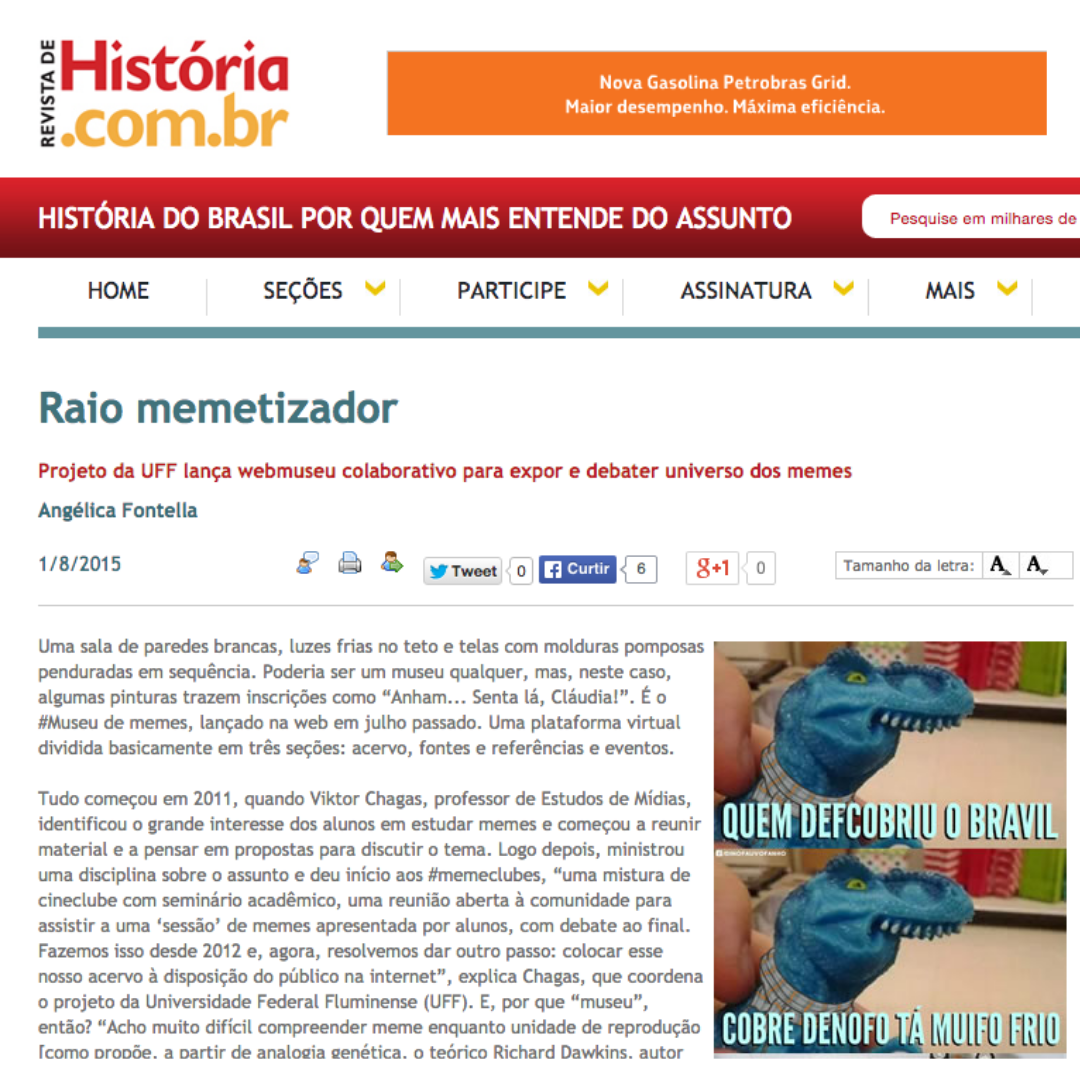 REVISTA DE
História
.com.br
Nova Gasolina Petrobras Grid.
Maior desempenho. Máxima eficiência.
HISTÓRIA DO BRASIL POR QUEM MAIS ENTENDE DO ASSUNTO
Pesquise em milhares de
HOME
SEÇÕES
PARTICIPE
ASSINATURA
MAIS
Raio memetizador
Projeto da UFF lança webmuseu colaborativo para expor e debater universo dos memes
Angélica Fontella
1/8/2015
Tweet
0
Curtir
6
g+1
0
Tamanho da letra:
A
A
Uma sala de paredes brancas, luzes frias no teto e telas com molduras pomposas
penduradas em sequência. Poderia ser um museu qualquer, mas, neste caso,
algumas pinturas trazem inscrições como “Anham... Senta lá, Cláudia!”. É o
#Museu de memes, lançado na web em julho passado. Uma plataforma virtual
dividida basicamente em três seções: acervo, fontes e referências e eventos.
Tudo começou em 2011, quando Viktor Chagas, professor de Estudos de Mídias,
identificou o grande interesse dos alunos em estudar memes e começou a reunir
material e a pensar em propostas para discutir o tema. Logo depois, ministrou
uma disciplina sobre o assunto e deu início aos #memeclubes, “uma mistura de
cineclube com seminário acadêmico, uma reunião aberta à comunidade para
assistir a uma ‘sessão’ de memes apresentada por alunos, com debate ao final.
Fazemos isso desde 2012 e, agora, resolvemos dar outro passo: colocar esse
nosso acervo à disposição do público na internet”, explica Chagas, que coordena
o projeto da Universidade Federal Fluminense (UFF). E, por que “museu”,
então? “Acho muito difícil compreender meme enquanto unidade de reprodução
[como propõe, a partir de analogia genética, o teórico Richard Dawkins, autor
QUEM DEFCOBRIU O BRAVIL
COBRE DENOFO TÁ MUIFO FRIO